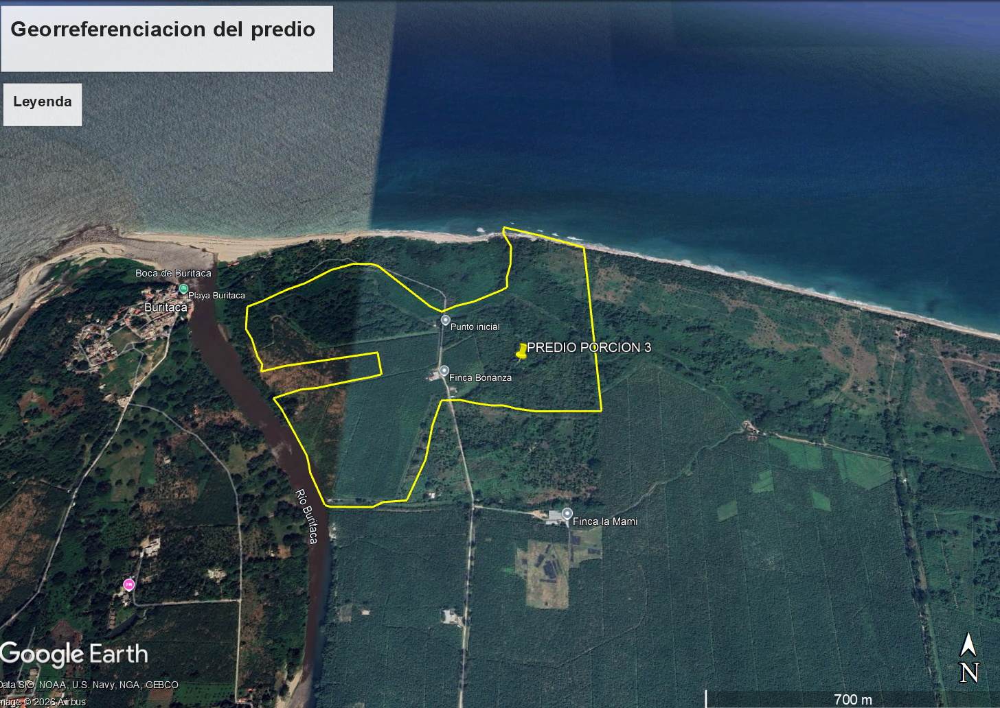 Georreferenciacion del predio
Leyenda
Boca de Buritaca
Playa Buritaca
Buritaca
Punto inicial
PREDIO PORCION 3
Finca Bonanza
Río Buritaca
Finca la Mami
Google Earth
Data SIO, NOAA, U.S. Navy, NGA, GEBCO
mage © 2026 Airbus
N
700 m